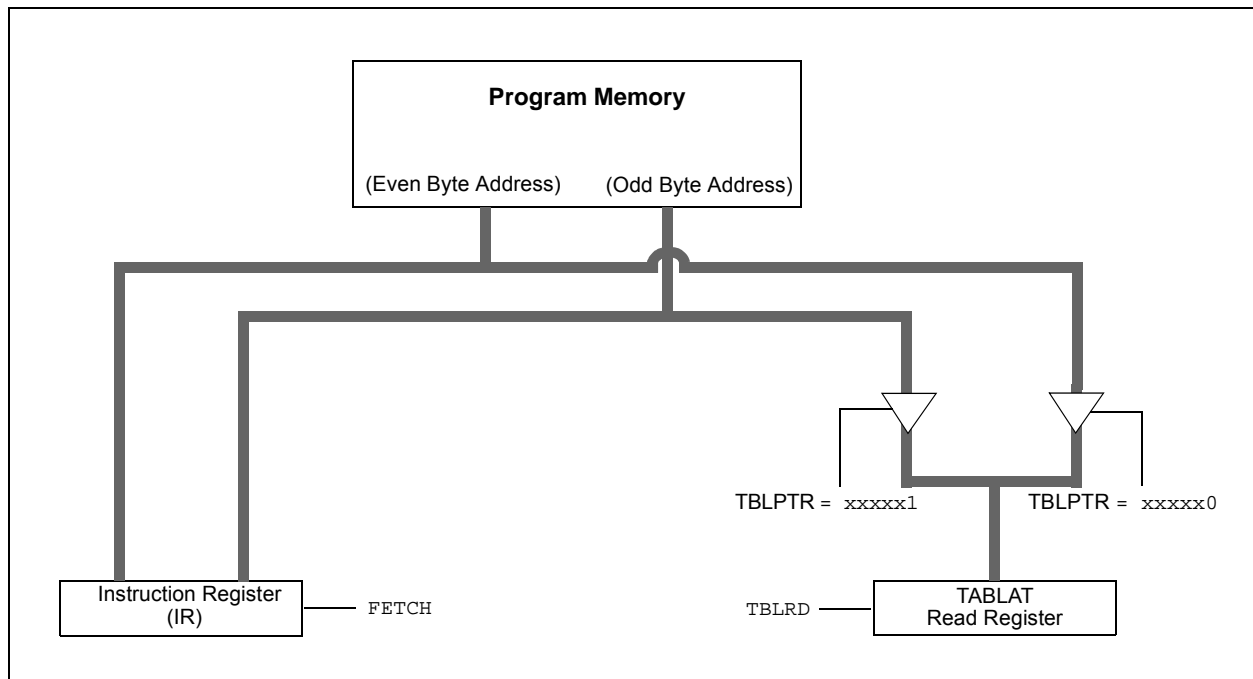 Program Memory
(Even Byte Address) (Odd Byte Address)
TBLPTR = xxxxx1
TBLPTR = xxxxx0
Instruction Register
(IR)
FETCH
TBLRD
TABLAT
Read Register